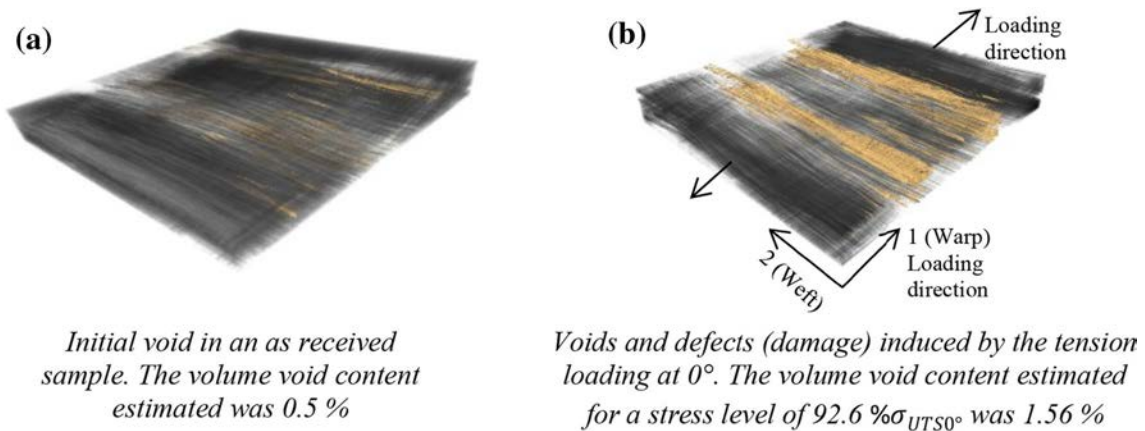 (a)
(b)
Loading
direction
1 (Warp)
Loading
direction
2 (Weft)
Initial void in an as received
sample. The volume void content
estimated was 0.5 %
Voids and defects (damage) induced by the tension
loading at 0°. The volume void content estimated
for a stress level of 92.6 %σUTS0° was 1.56 %